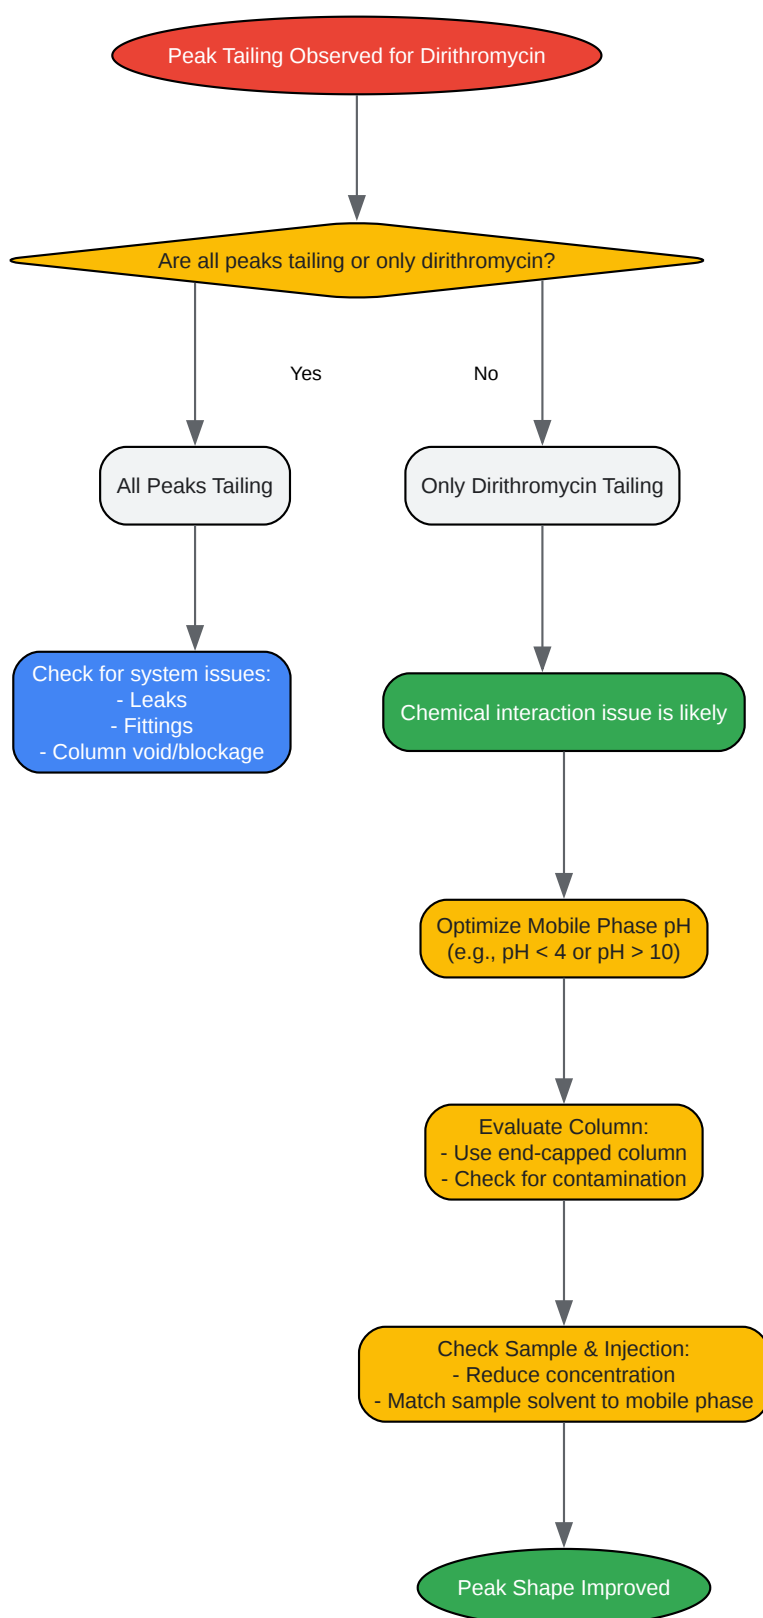 Peak Tailing Observed for Dirithromycin
Are all peaks tailing or only dirithromycin?
Yes
No
All Peaks Tailing
Only Dirithromycin Tailing
Check for system issues:
- Leaks
- Fittings
- Column void/blockage
Chemical interaction issue is likely
Optimize Mobile Phase pH
(e.g., pH < 4 or pH > 10)
Evaluate Column:
- Use end-capped column
- Check for contamination
Check Sample & Injection:
- Reduce concentration
- Match sample solvent to mobile phase
Peak Shape Improved